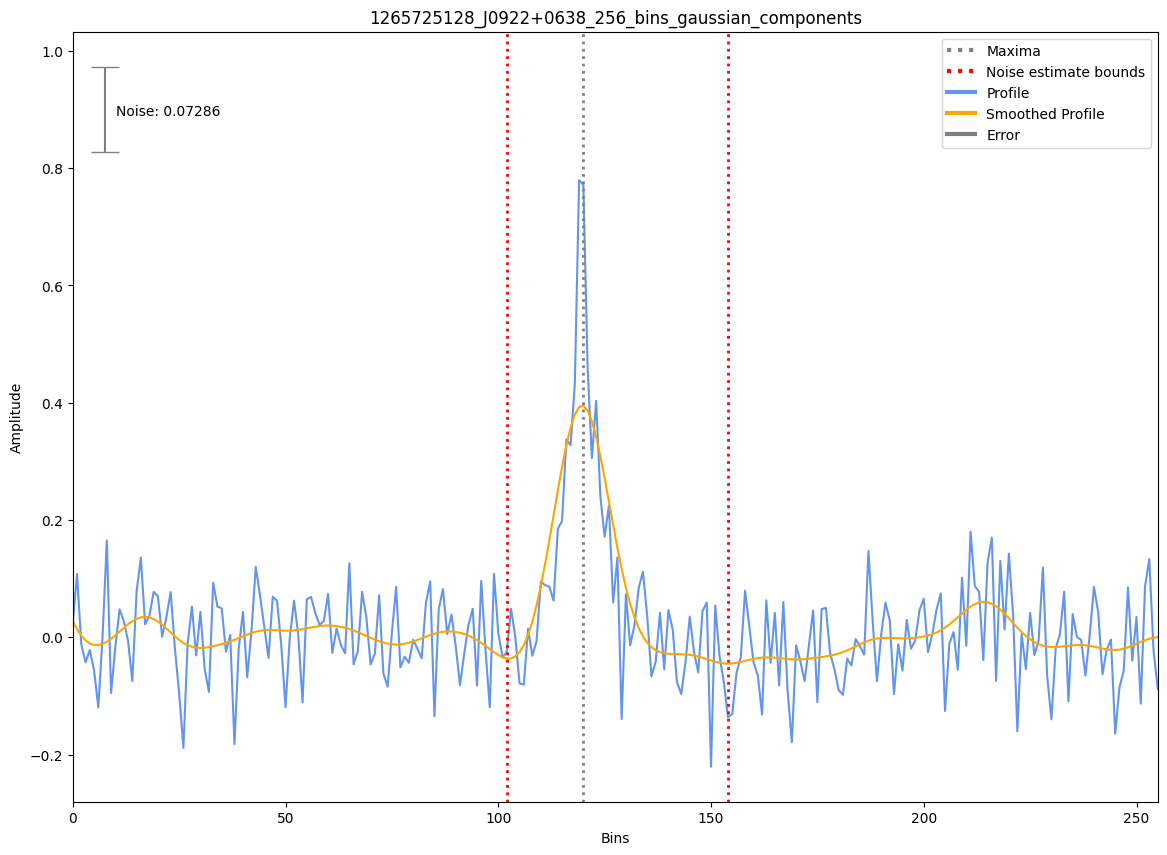 1265725128_J0922+0638_256_bins_gaussian_components
Maxima
Noise estimate bounds
Profile
Smoothed Profile
Error
Noise: 0.07286
1.0
0.8
0.6
0.4
0.2
0.0
−0.2
Amplitude
0
50
100
150
200
250
Bins